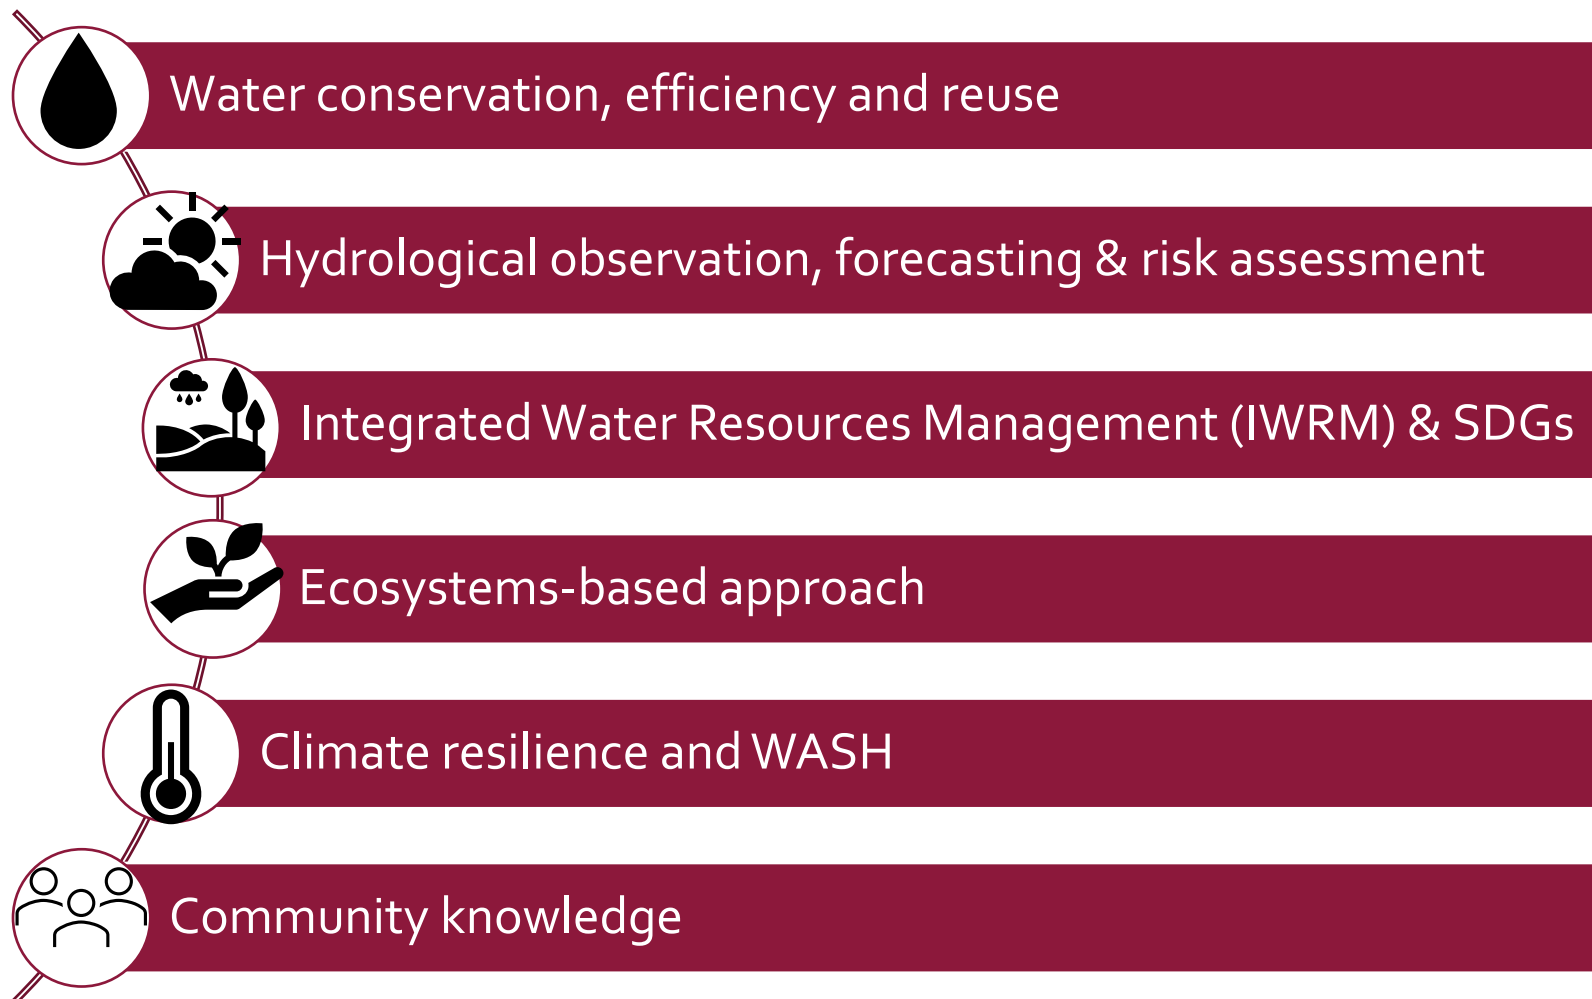 Water conservation, efficiency and reuse
Hydrological observation, forecasting & risk assessment
Integrated Water Resources Management (IWRM) & SDGs
Ecosystems-based approach
Climate resilience and WASH
Community knowledge